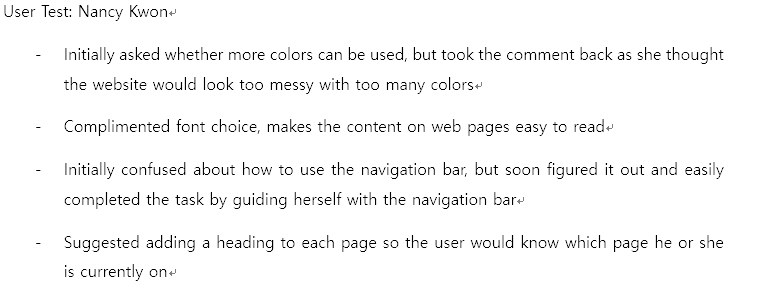 User Test: Nancy Kwon
- Initially asked whether more colors can be used, but took the comment back as she thought
the website would look too messy with too many colors
- Complimented font choice, makes the content on web pages easy to read
- Initially confused about how to use the navigation bar, but soon figured it out and easily
completed the task by guiding herself with the navigation bar
- Suggested adding a heading to each page so the user would know which page he or she
is currently on